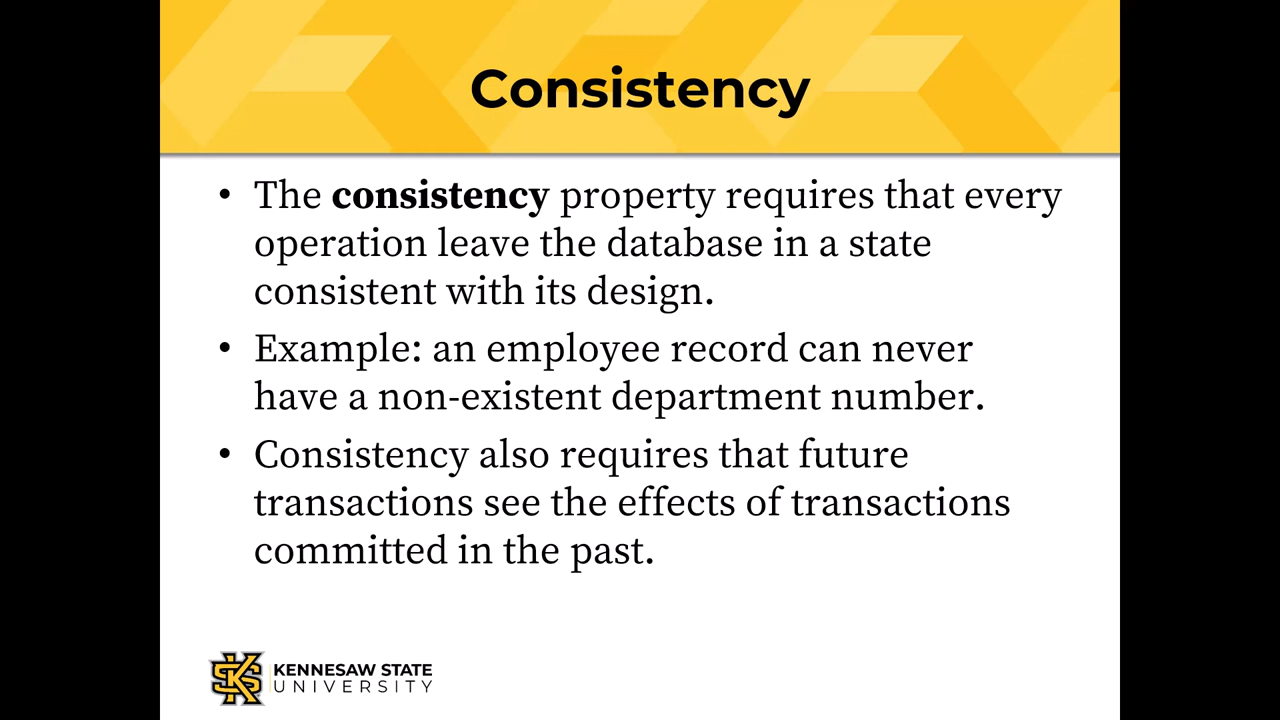 Consistency
• The consistency property requires that every
operation leave the database in a state
consistent with its design.
• Example: an employee record can never
have a non-existent department number.
• Consistency also requires that future
transactions see the effects of transactions
committed in the past.
KENNESAW STATE
UNIVERSITY